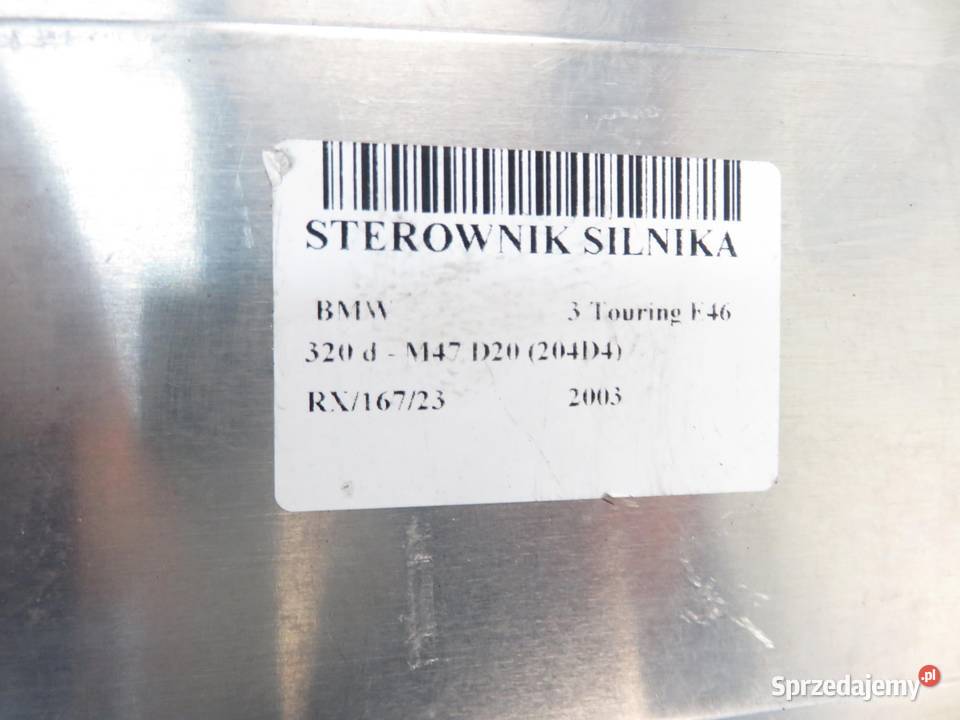 STEROWNIK SILNIKA
BMW 3 Touring E46
320 d - M47 D20 (204D4)
RX/167/23 2003
Sprzedajemy.pl